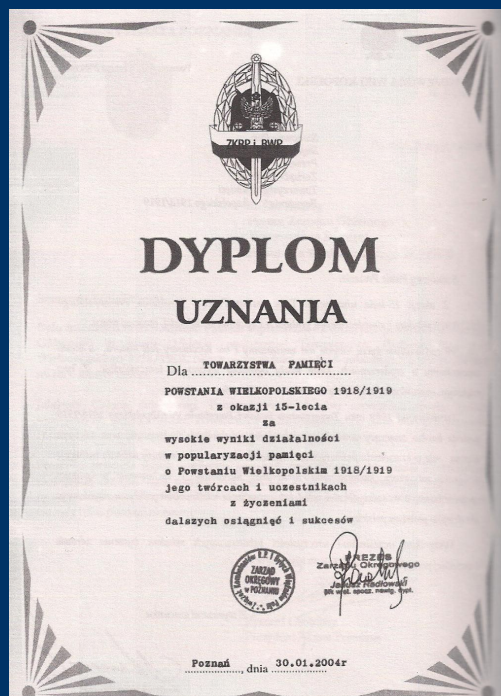 ZKRP i BWP
DYPLOM
UZNANIA
Dla TOWARZYSTWA PAMIĘCI
POWSTANIA WIELKOPOLSKIEGO 1918/1919
z okazji 15-lecia
za
wysokie wyniki działalności
w popularyzacji pamięci
o Powstaniu Wielkopolskim 1918/1919
jego twórcach i uczestnikach
z życzeniami
dalszych osiągnięć i sukcesów
ZARZĄD
OKRĘGOWY
w POZNANIU
PREZES
Zarządu Okręgowego
Janusz Radłowski
Poznań, dnia 30.01.2004r